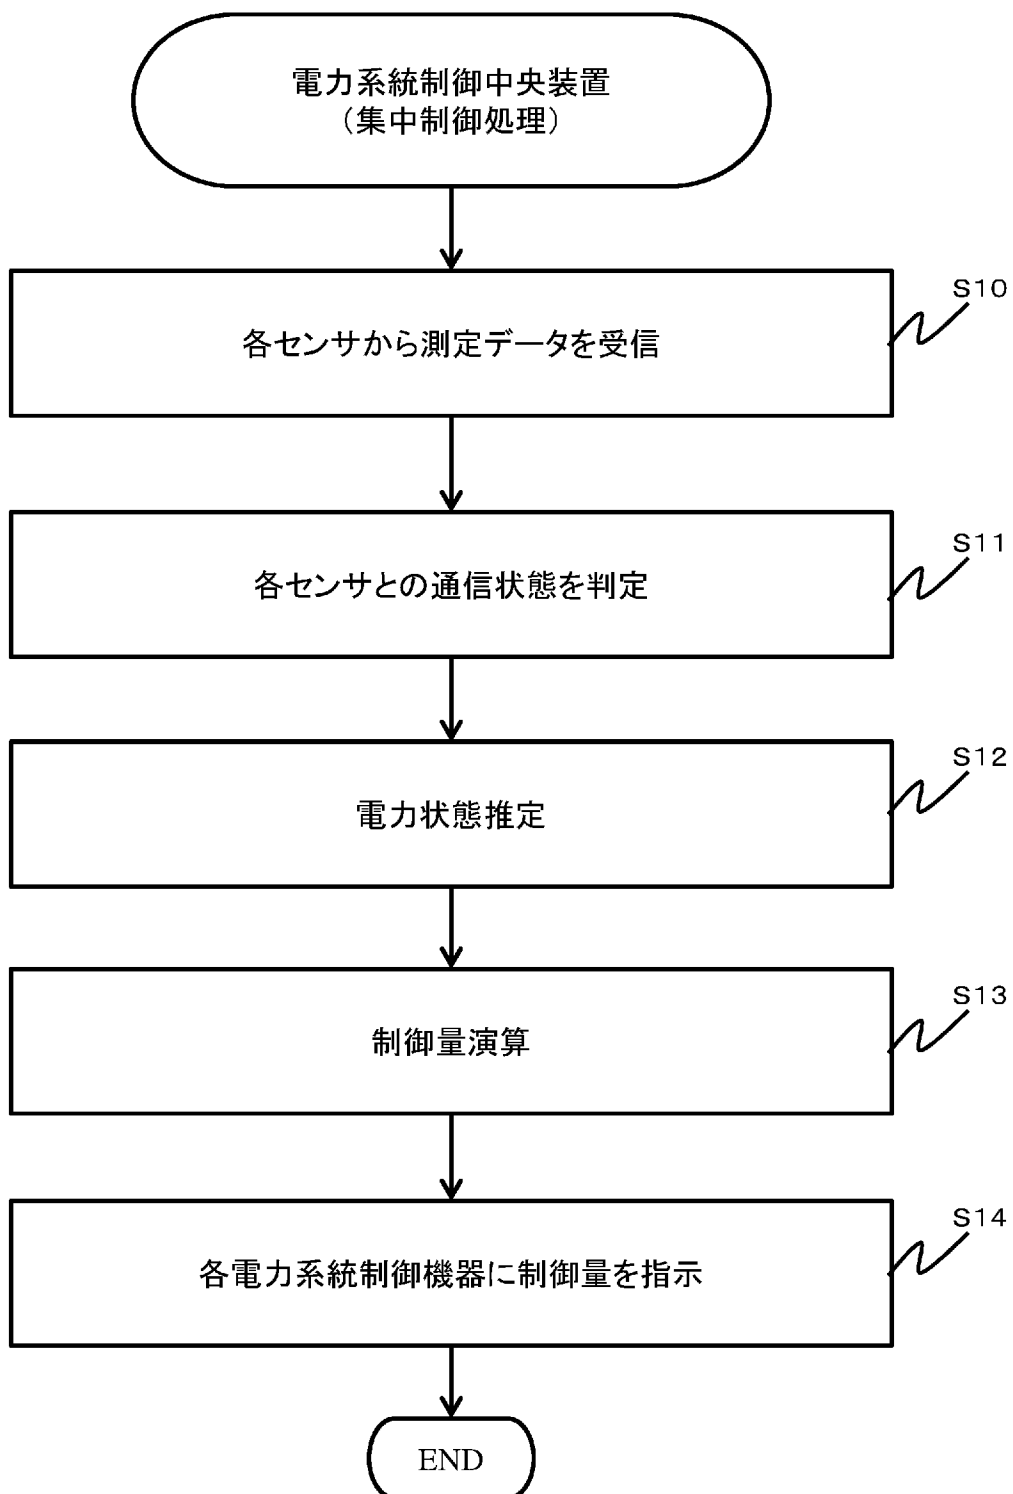 電力系統制御中央装置
（集中制御処理）
各センサから測定データを受信
S10
各センサとの通信状態を判定
S11
電力状態推定
S12
制御量演算
S13
各電力系統制御機器に制御量を指示
S14
END